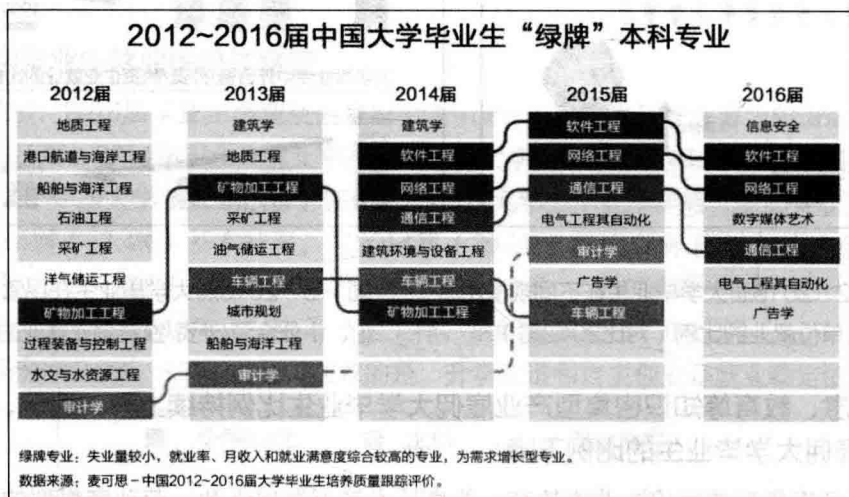 2012~2016届中国大学毕业生“绿牌”本科专业
2012届 2013届 2014届 2015届 2016届
地质工程 建筑学 建筑学 软件工程 信息安全
港口航道与海岸工程 地质工程 软件工程 网络工程 软件工程
船舶与海洋工程 矿物加工工程 网络工程 通信工程 网络工程
石油工程 采矿工程 通信工程 电气工程其自动化 数字媒体艺术
采矿工程 油气储运工程 建筑环境与设备工程 审计学 通信工程
洋气储运工程 车辆工程 车辆工程 广告学 电气工程其自动化
矿物加工工程 城市规划 矿物加工工程 车辆工程 广告学
过程装备与控制工程 船舶与海洋工程
水文与水资源工程 审计学
审计学
绿牌专业：失业量较小，就业率、月收入和就业满意度综合较高的专业，为需求增长型专业。
数据来源：麦可思－中国2012~2016届大学毕业生培养质量跟踪评价。